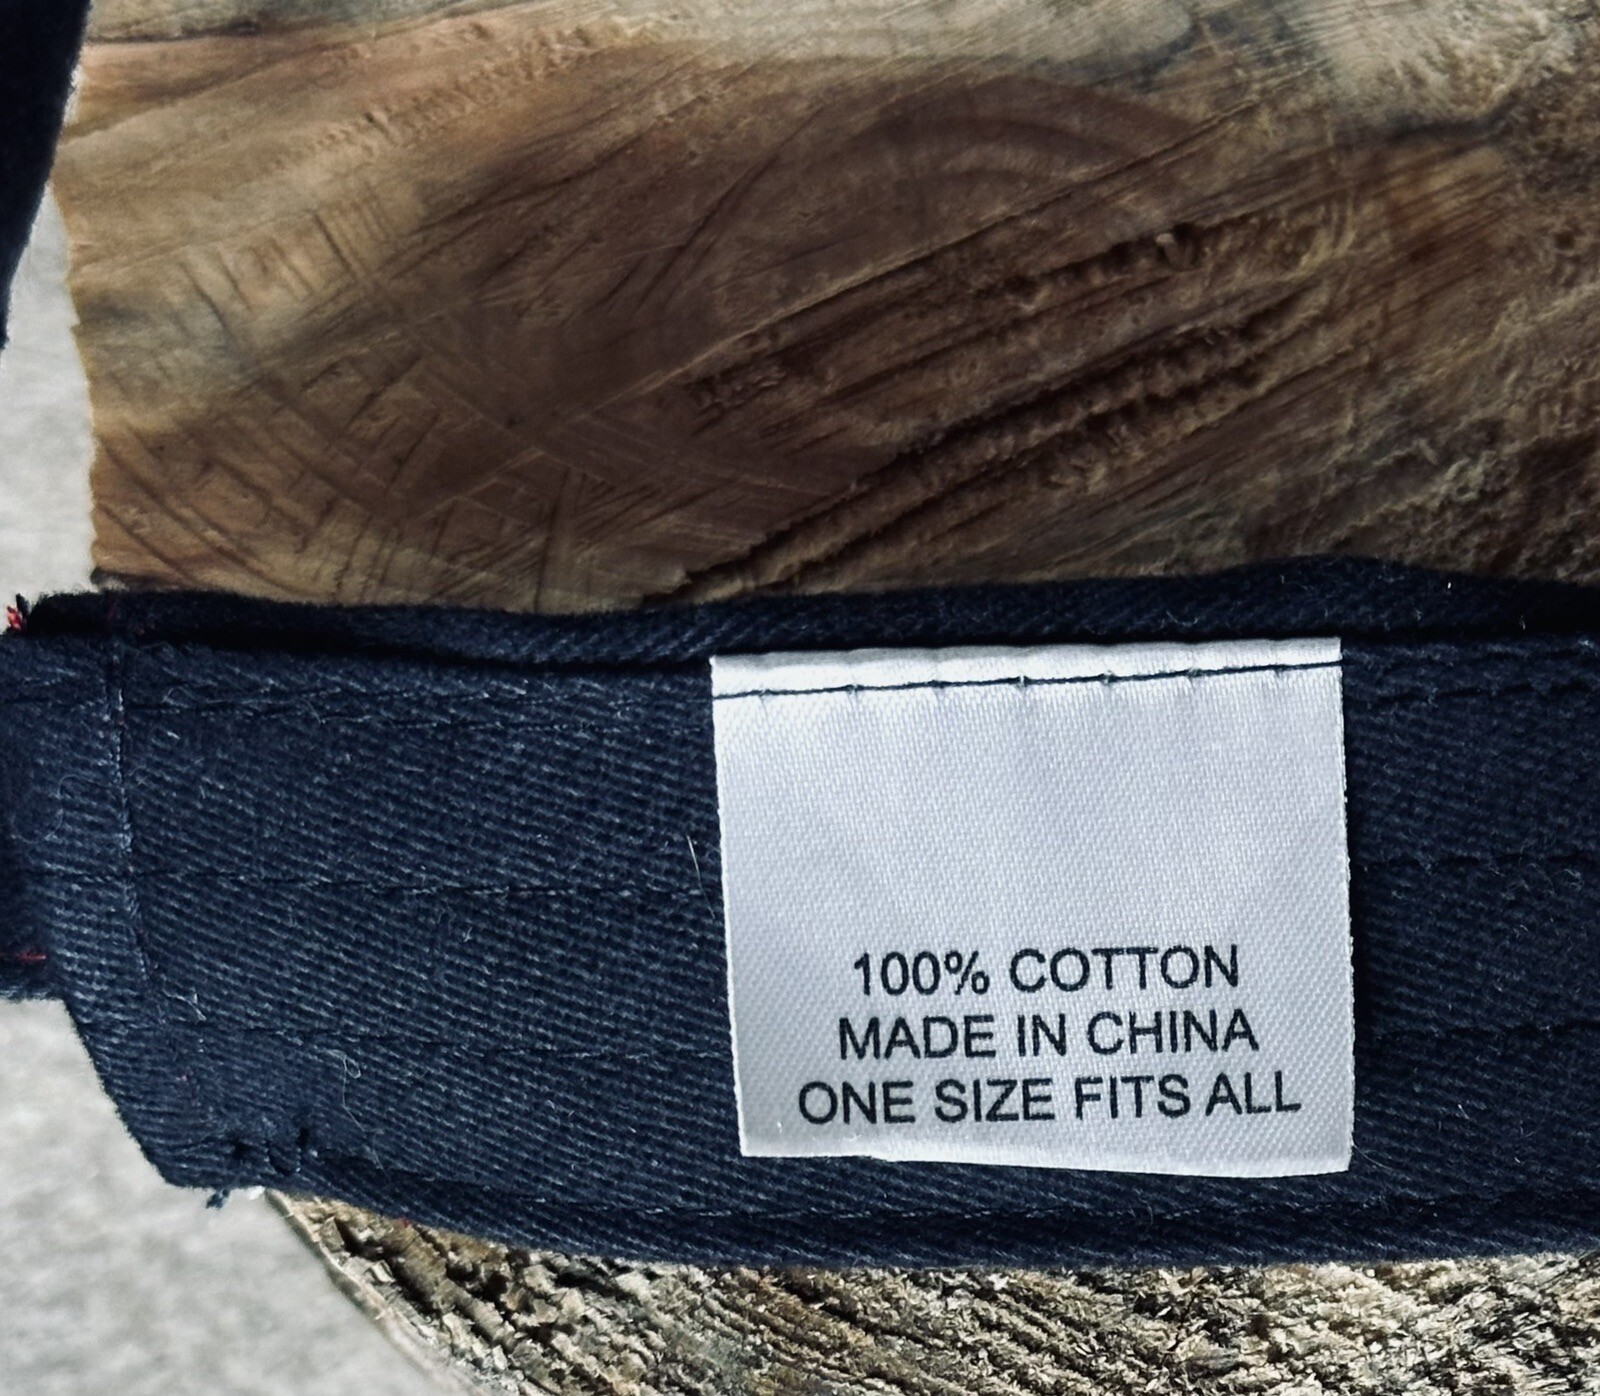 100% COTTON
MADE IN CHINA
ONE SIZE FITS ALL